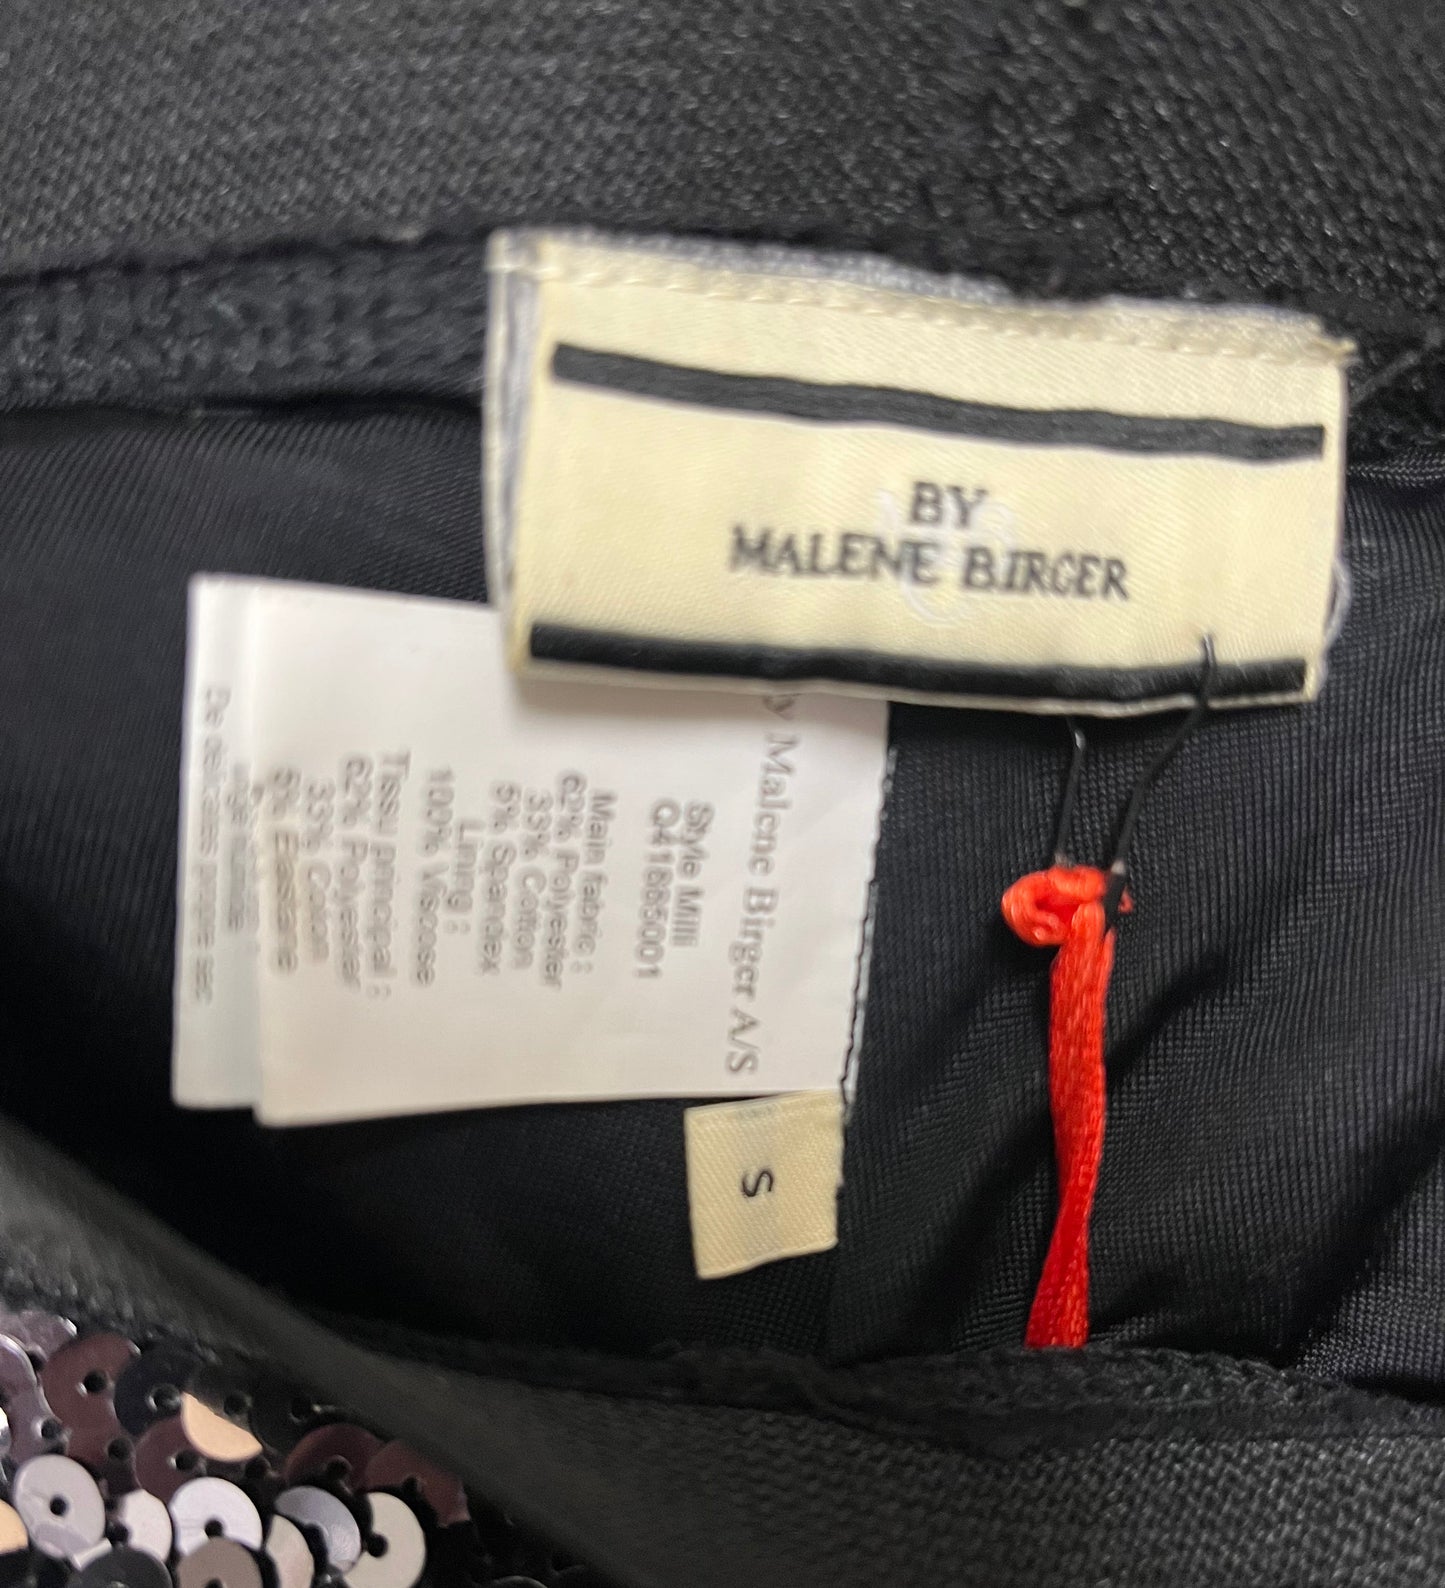 BY
MALENE BIRGER
y Malene Birger A/S
Style Milli
Q41865001
Main fabric :
62% Polyester
33% Cotton
5% Spandex
Lining :
100% Viscose
Tissu principal :
62% Polyester
33% Coton
5% Elastane
S